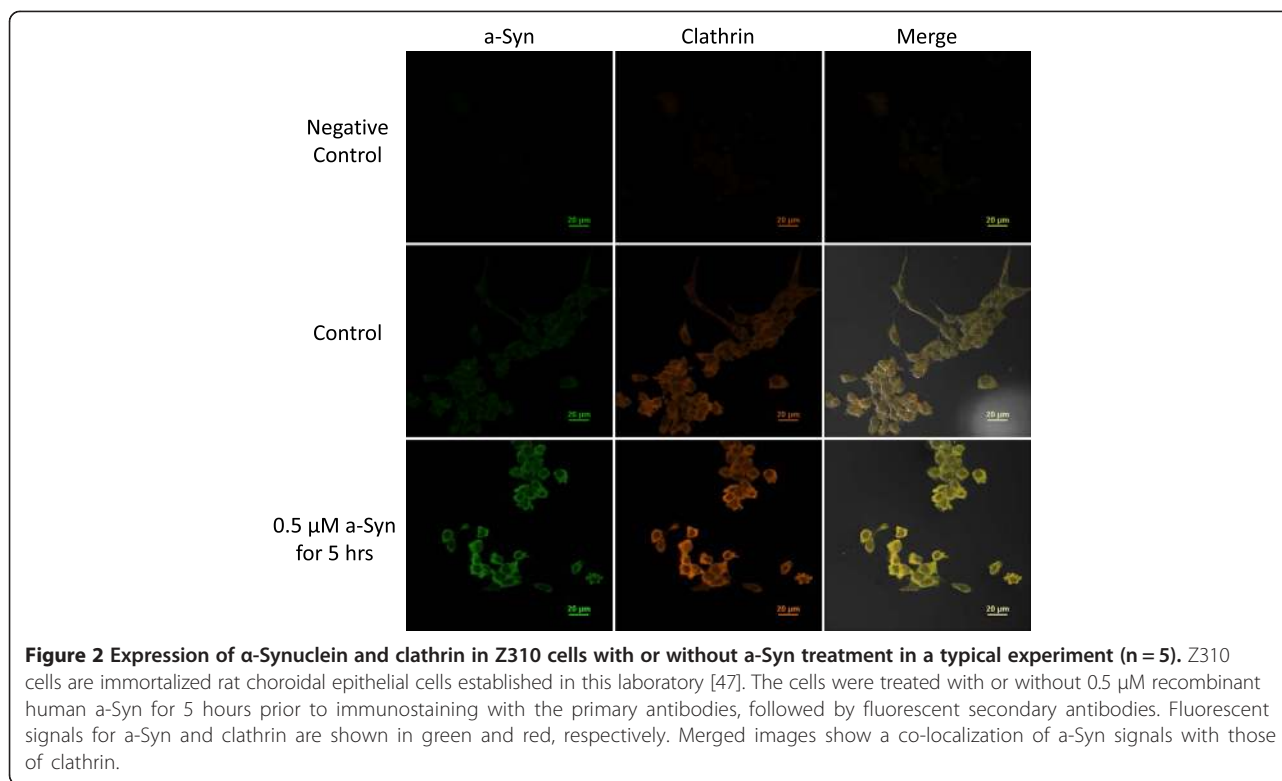 a-Syn Clathrin Merge
Negative
Control
20 µm 20 µm 20 µm
Control
20 µm 20 µm 20 µm
0.5 µM a-Syn
for 5 hrs
20 µm 20 µm 20 µm
Figure 2 Expression of α-Synuclein and clathrin in Z310 cells with or without a-Syn treatment in a typical experiment (n = 5). Z310
cells are immortalized rat choroidal epithelial cells established in this laboratory [47]. The cells were treated with or without 0.5 µM recombinant
human a-Syn for 5 hours prior to immunostaining with the primary antibodies, followed by fluorescent secondary antibodies. Fluorescent
signals for a-Syn and clathrin are shown in green and red, respectively. Merged images show a co-localization of a-Syn signals with those
of clathrin.